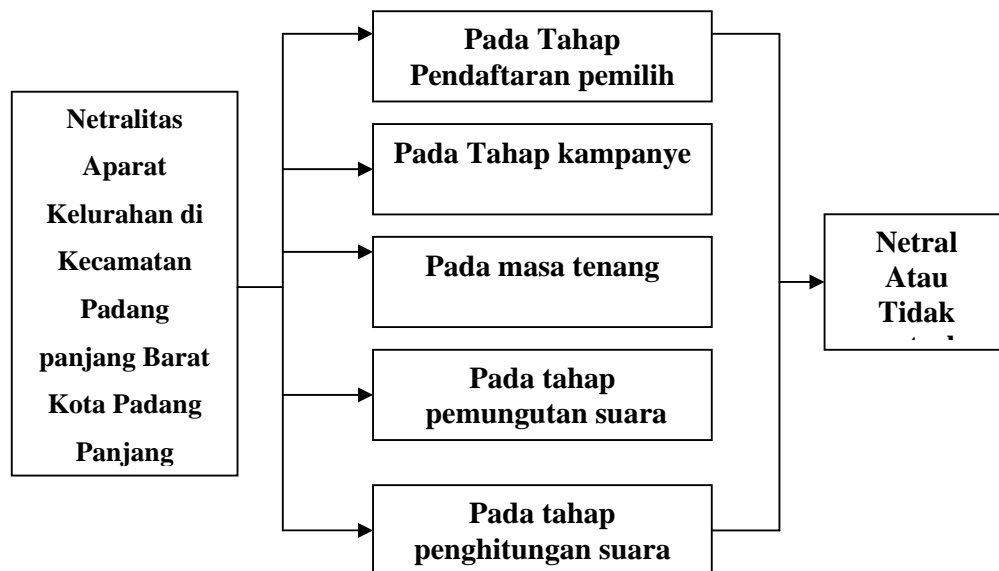 Pada Tahap
Pendaftaran pemilih
Netralitas
Aparat
Kelurahan di
Kecamatan
Padang
panjang Barat
Kota Padang
Panjang
Pada Tahap kampanye
Pada masa tenang
Pada tahap
pemungutan suara
Pada tahap
penghitungan suara
Netral
Atau
Tidak